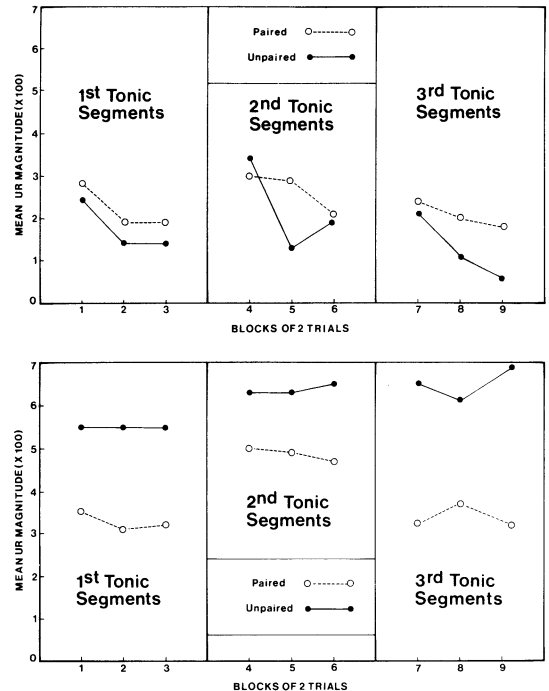 7
6
5
4
3
2
1
0
MEAN UR MAGNITUDE (X100)
Paired
Unpaired
1st Tonic
Segments
2nd Tonic
Segments
3rd Tonic
Segments
1 2 3 4 5 6 7 8 9
BLOCKS OF 2 TRIALS
7
6
5
4
3
2
1
0
MEAN UR MAGNITUDE (X100)
1st Tonic
Segments
2nd Tonic
Segments
Paired
Unpaired
3rd Tonic
Segments
1 2 3 4 5 6 7 8 9
BLOCKS OF 2 TRIALS